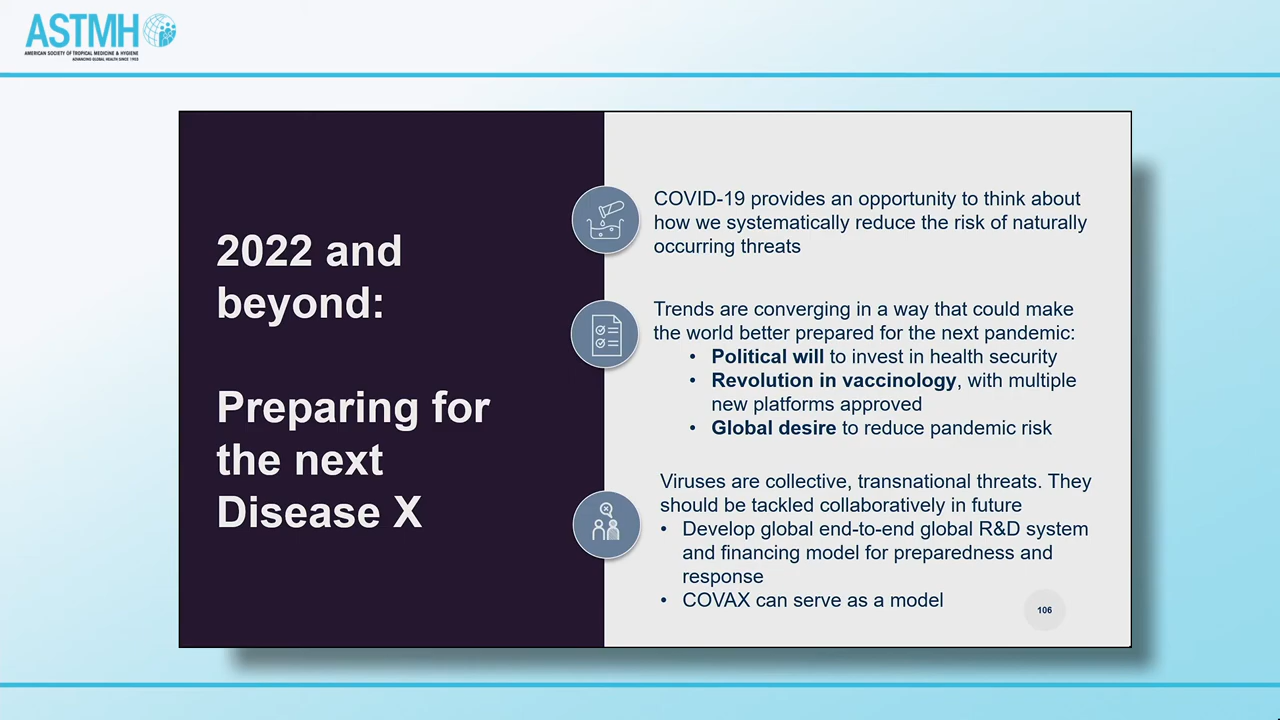 ASTMH
AMERICAN SOCIETY OF TROPICAL MEDICINE & HYGIENE
ADVANCING GLOBAL HEALTH SINCE 1903
2022 and
beyond:
Preparing for
the next
Disease X
COVID-19 provides an opportunity to think about
how we systematically reduce the risk of naturally
occurring threats
Trends are converging in a way that could make
the world better prepared for the next pandemic:
• Political will to invest in health security
• Revolution in vaccinology, with multiple
new platforms approved
• Global desire to reduce pandemic risk
Viruses are collective, transnational threats. They
should be tackled collaboratively in future
• Develop global end-to-end global R&D system
and financing model for preparedness and
response
• COVAX can serve as a model
106